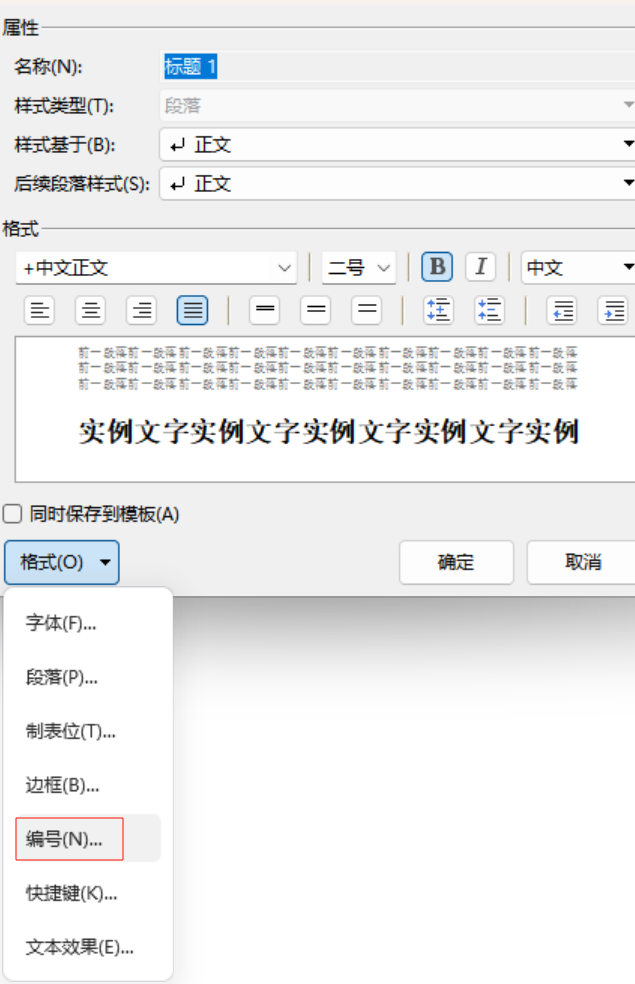 属性
名称(N): 标题 1
样式类型(T): 段落
样式基于(B): 正文
后续段落样式(S): 正文
格式
+中文正文 二号 B I 中文
前一段落前一段落前一段落前一段落前一段落前一段落前一段落前一段落前一段落前一段落
前一段落前一段落前一段落前一段落前一段落前一段落前一段落前一段落前一段落前一段落
前一段落前一段落前一段落前一段落前一段落前一段落前一段落前一段落前一段落前一段落
实例文字实例文字实例文字实例文字实例
同时保存到模板(A)
格式(O) 确定 取消
字体(F)...
段落(P)...
制表位(T)...
边框(B)...
编号(N)...
快捷键(K)...
文本效果(E)...